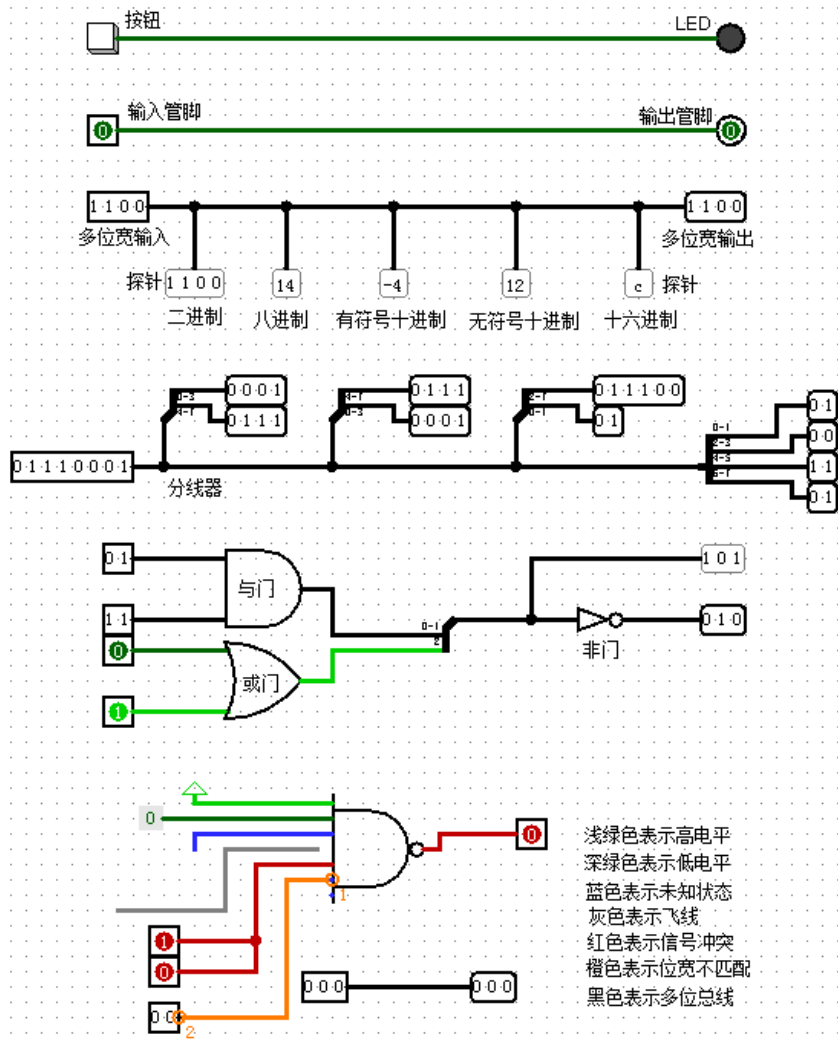 按钮
LED
输入管脚
输出管脚
0
0
1 1 0 0
1 1 0 0
多位宽输入
多位宽输出
探针
1 1 0 0
14
-4
12
c
探针
二进制
八进制
有符号十进制
无符号十进制
十六进制
0-3
4-7
0 0 0 1
0 1 1 1
4-7
0-3
0 1 1 1
0 0 0 1
2-7
0-1
0 1 1 1 0 0
0 1
0 1 1 1 0 0 0 1
分线器
0-1
2-3
4-5
6-7
0 1
0 0
1 1
0 1
0 1
1 1
与门
0-1
2
1 0 1
0 1 0
非门
0
1
或门
0
0
1
1
0
0 0
2
0 0 0
0 0 0
浅绿色表示高电平
深绿色表示低电平
蓝色表示未知状态
灰色表示飞线
红色表示信号冲突
橙色表示位宽不匹配
黑色表示多位总线